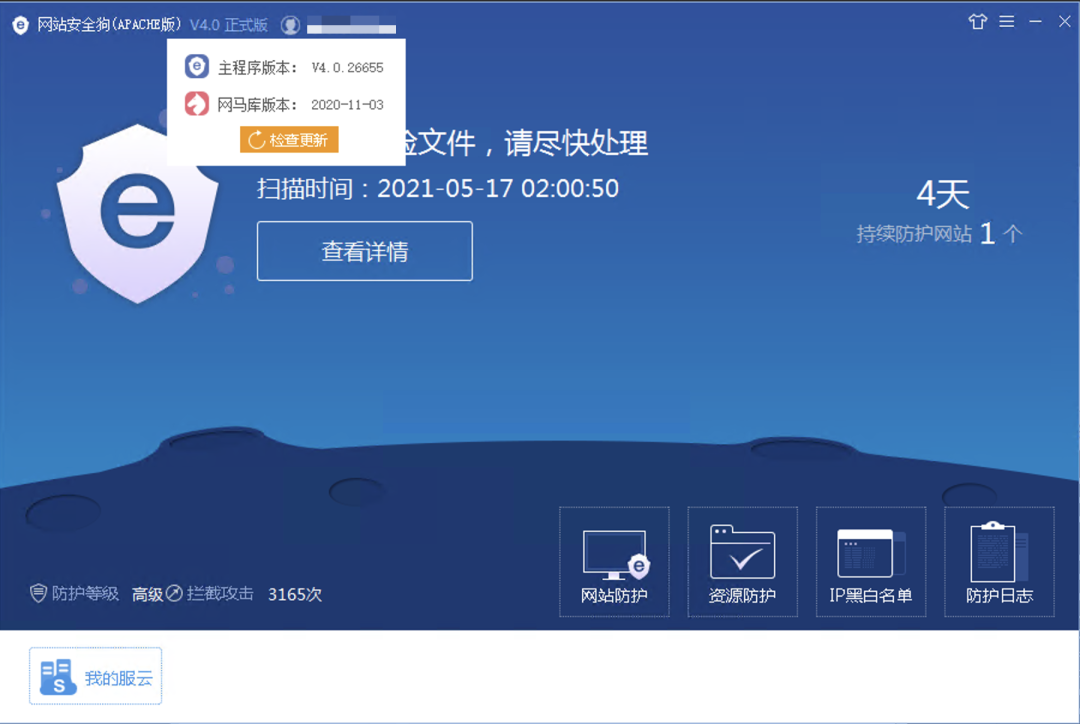 网站安全狗(APACHE版) V4.0 正式版
主程序版本： V4.0.26655
网马库版本： 2020-11-03
检查更新
文件，请尽快处理
扫描时间：2021-05-17 02:00:50
查看详情
4天
持续防护网站 1 个
防护等级 高级 拦截攻击 3165次
网站防护
资源防护
IP黑白名单
防护日志
我的服云